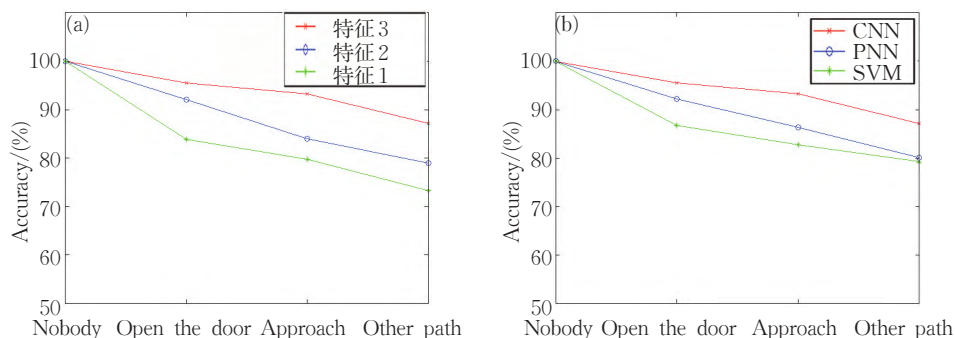 (a)
特征3
特征2
特征1
Accuracy/(%)
100
90
80
70
60
50
Nobody Open the door Approach Other path
(b)
CNN
PNN
SVM
Accuracy/(%)
100
90
80
70
60
50
Nobody Open the door Approach Other path